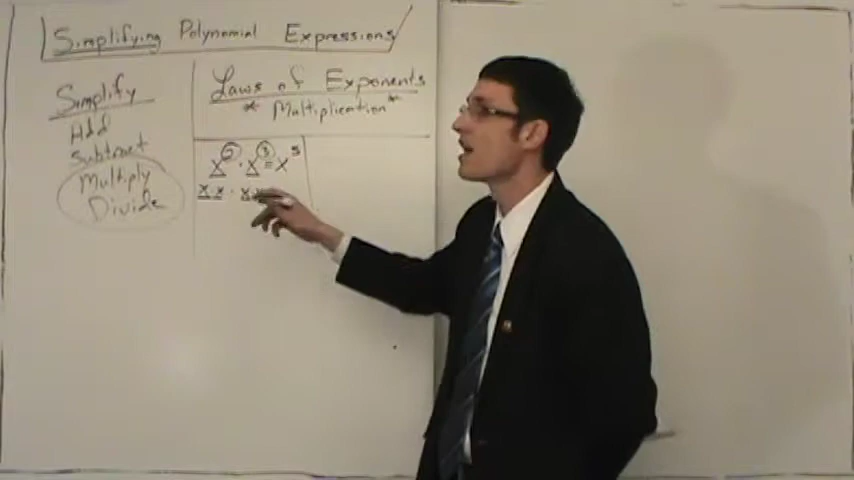 Simplifying Polynomial Expressions
Simplify
Add
Subtract
Multiply
Divide
Laws of Exponents
* Multiplication *
x² · x³ = x⁵
x x · x x